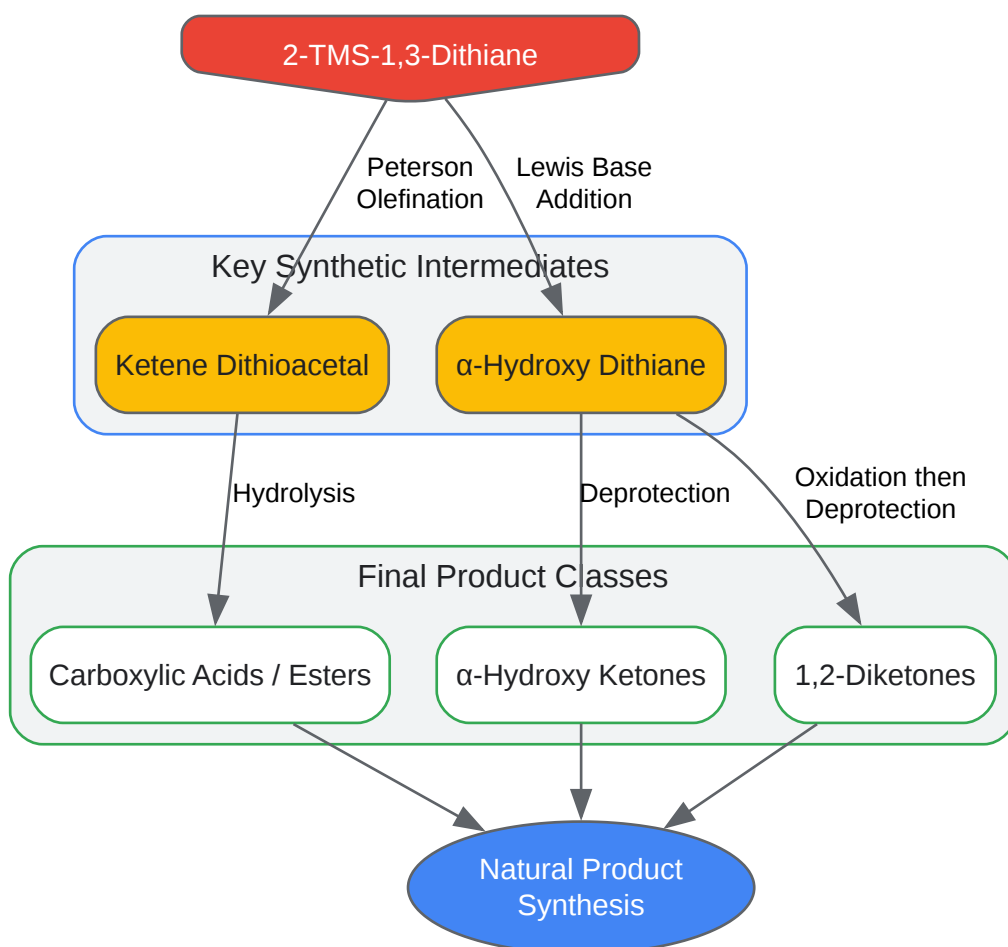 2-TMS-1,3-Dithiane
Peterson
Olefination
Lewis Base
Addition
Key Synthetic Intermediates
Ketene Dithioacetal
α-Hydroxy Dithiane
Hydrolysis
Deprotection
Oxidation then
Deprotection
Final Product Classes
Carboxylic Acids / Esters
α-Hydroxy Ketones
1,2-Diketones
Natural Product
Synthesis